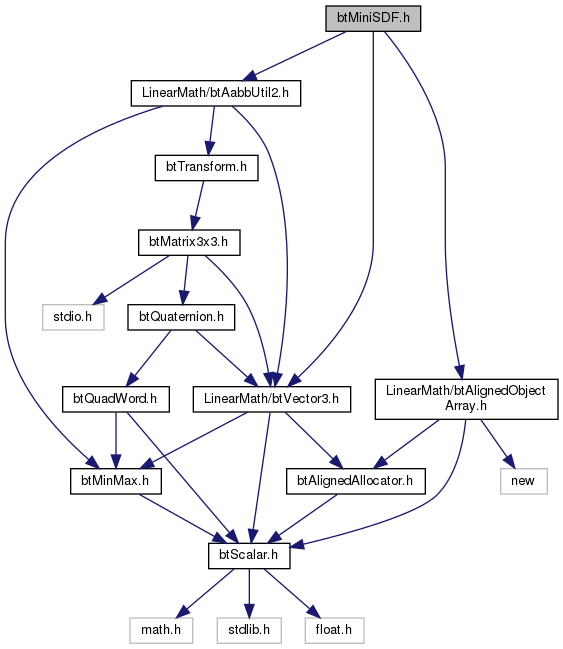 btMiniSDF.h
LinearMath/btAabbUtil2.h
btTransform.h
btMatrix3x3.h
stdio.h
btQuaternion.h
btQuadWord.h
LinearMath/btVector3.h
LinearMath/btAlignedObject
Array.h
btMinMax.h
btAlignedAllocator.h
new
btScalar.h
math.h
stdlib.h
float.h